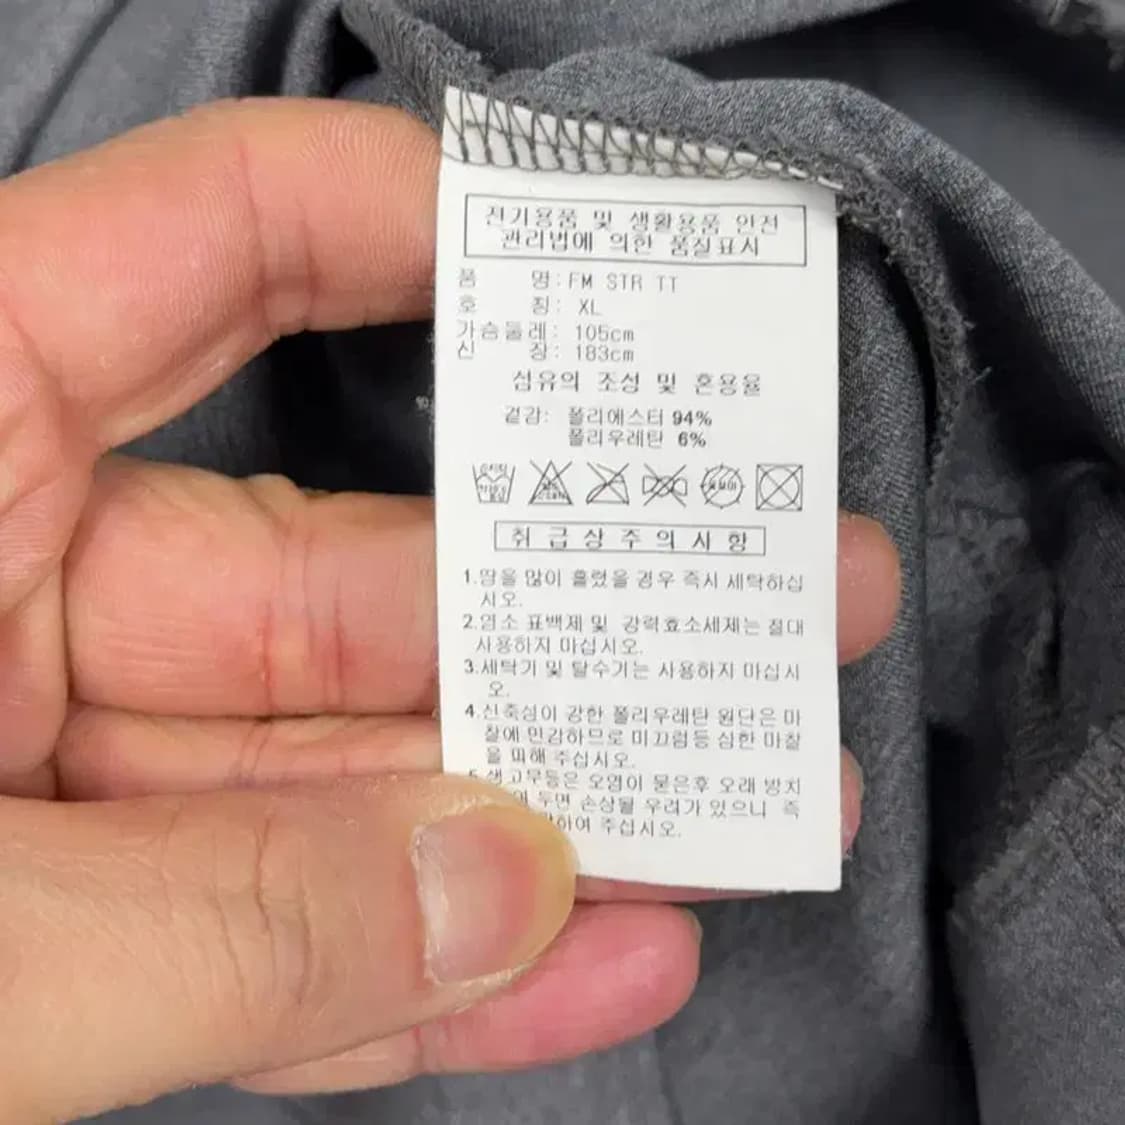 전기용품 및 생활용품 안전
관리법에 의한 품질표시
품 명: FM STR TT
호 칭: XL
가슴둘레: 105cm
신 장: 183cm
섬유의 조성 및 혼용율
겉감: 폴리에스터 94%
폴리우레탄 6%
취급상주의사항
1.땀을 많이 흘렸을 경우 즉시 세탁하십
시오.
2.염소 표백제 및 강력효소세제는 절대
사용하지 마십시오.
3.세탁기 및 탈수기는 사용하지 마십시
오.
4.신축성이 강한 폴리우레탄 원단은 마
찰에 민감하므로 미끄럼등 심한 마찰
을 피해 주십시오.
5.생고무등은 오염이 묻은후 오래 방치
두면 손상될 우려가 있으니 즉
하여 주십시오.